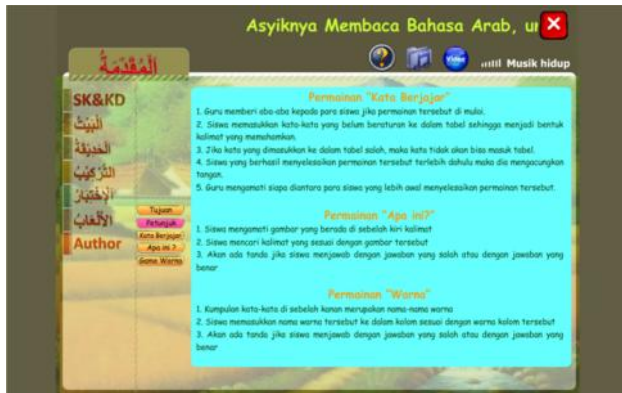 Asyiknya Membaca Bahasa Arab, u
Musik hidup
الْمُقَدِّمَةُ
SK&KD
الْبَيْتُ
الْحَدِيْقَةُ
التَّرْكِيْبُ
الْإِخْتِبَارُ
الْأَلْعَابُ
Author
Tujuan
Petunjuk
Kata Berjajar
Apa ini ?
Game Warna
Permainan "Kata Berjajar"
1. Guru memberi aba-aba kepada para siswa jika permainan tersebut di mulai.
2. Siswa memasukkan kata-kata yang belum beraturan ke dalam tabel sehingga menjadi bentuk
kalimat yang memahamkan.
3. Jika kata yang dimasukkan ke dalam tabel salah, maka kata tidak akan bisa masuk tabel.
4. Siswa yang berhasil menyelesaikan permainan tersebut terlebih dahulu maka dia mengacungkan
tangan.
5. Guru mengamati siapa diantara para siswa yang lebih awal menyelesaikan permainan tersebut.
Permainan "Apa ini?"
1. Siswa mengamati gambar yang berada di sebelah kiri kalimat
2. Siswa mencari kalimat yang sesuai dengan gambar tersebut
3. Akan ada tanda jika siswa menjawab dengan jawaban yang salah atau dengan jawaban yang
benar
Permainan "Warna"
1. Kumpulan kata-kata di sebelah kanan merupakan nama-nama warna
2. Siswa memasukkan nama warna tersebut ke dalam kolom sesuai dengan warna kolom tersebut
3. Akan ada tanda jika siswa menjawab dengan jawaban yang salah atau dengan jawaban yang
benar